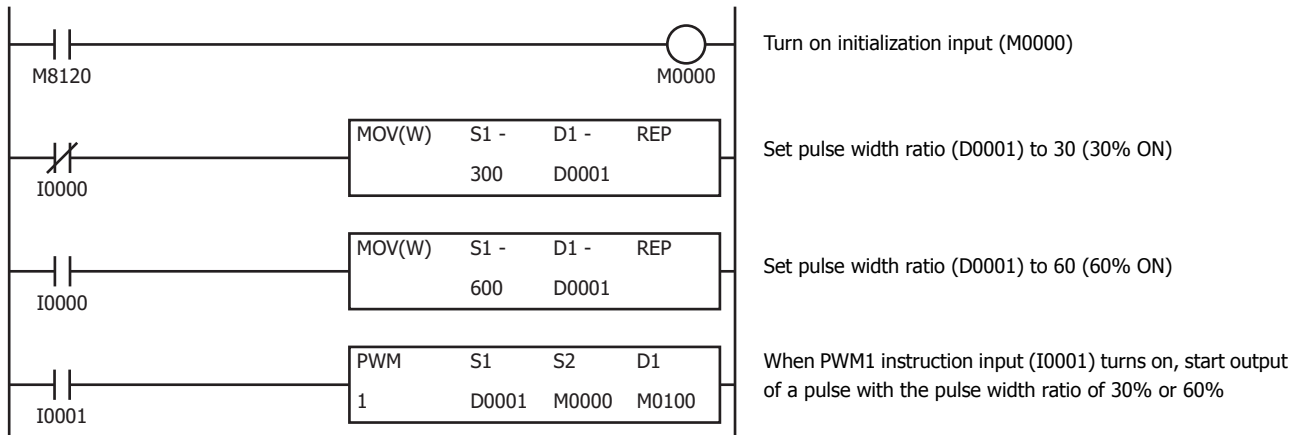 Turn on initialization input (M0000)
M8120 M0000
MOV(W) S1 - D1 - REP
300 D0001
Set pulse width ratio (D0001) to 30 (30% ON)
I0000
MOV(W) S1 - D1 - REP
600 D0001
Set pulse width ratio (D0001) to 60 (60% ON)
I0000
PWM S1 S2 D1
1 D0001 M0000 M0100
When PWM1 instruction input (I0001) turns on, start output
of a pulse with the pulse width ratio of 30% or 60%
I0001